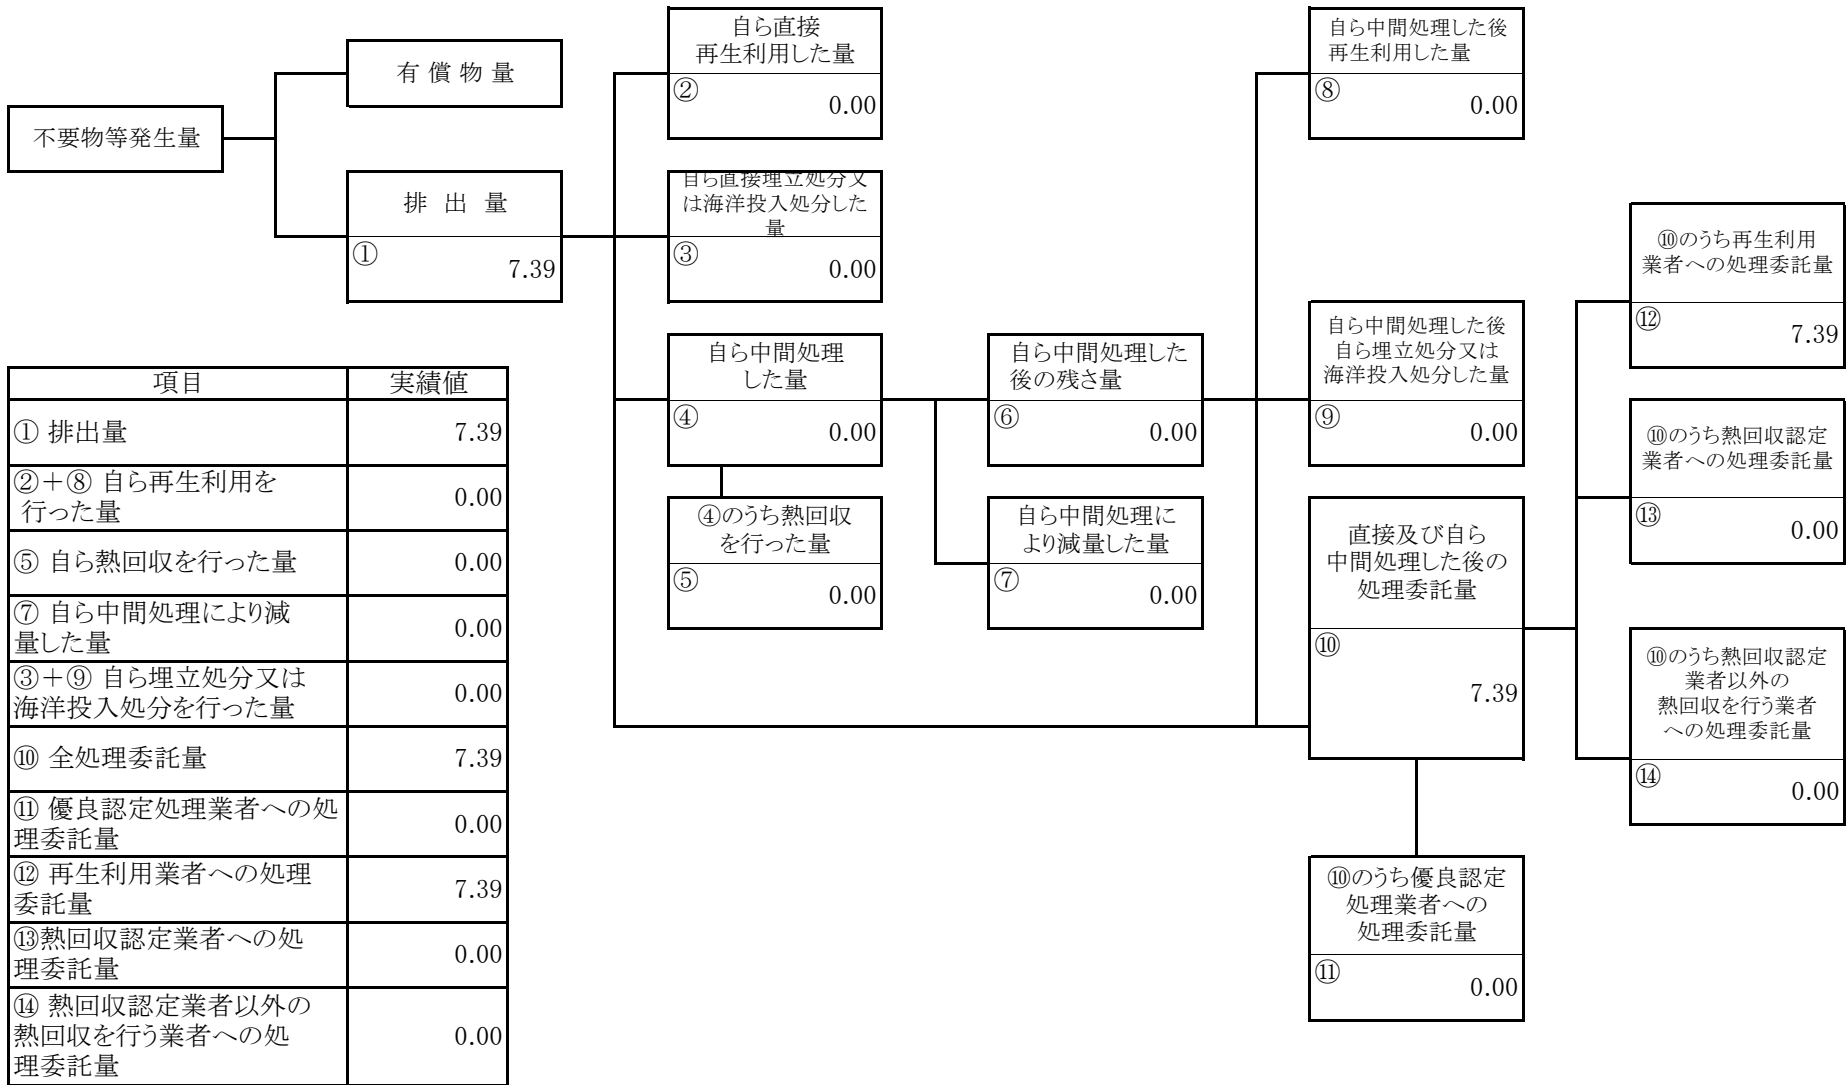 不要物等発生量
有償物量
排 出 量
①
7.39
自ら直接
再生利用した量
②
0.00
自ら直接埋立処分又
は海洋投入処分した
量
③
0.00
自ら中間処理
した量
④
0.00
④のうち熱回収
を行った量
⑤
0.00
自ら中間処理した
後の残さ量
⑥
0.00
自ら中間処理に
より減量した量
⑦
0.00
自ら中間処理した後
再生利用した量
⑧
0.00
自ら中間処理した後
自ら埋立処分又は
海洋投入処分した量
⑨
0.00
直接及び自ら
中間処理した後の
処理委託量
⑩
7.39
⑩のうち優良認定
処理業者への
処理委託量
⑪
0.00
⑩のうち再生利用
業者への処理委託量
⑫
7.39
⑩のうち熱回収認定
業者への処理委託量
⑬
0.00
⑩のうち熱回収認定
業者以外の
熱回収を行う業者
への処理委託量
⑭
0.00
項目 実績値
① 排出量 7.39
②＋⑧ 自ら再生利用を
行った量 0.00
⑤ 自ら熱回収を行った量 0.00
⑦ 自ら中間処理により減
量した量 0.00
③＋⑨ 自ら埋立処分又は
海洋投入処分を行った量 0.00
⑩ 全処理委託量 7.39
⑪ 優良認定処理業者への処
理委託量 0.00
⑫ 再生利用業者への処理
委託量 7.39
⑬熱回収認定業者への処
理委託量 0.00
⑭ 熱回収認定業者以外の
熱回収を行う業者への処
理委託量 0.00